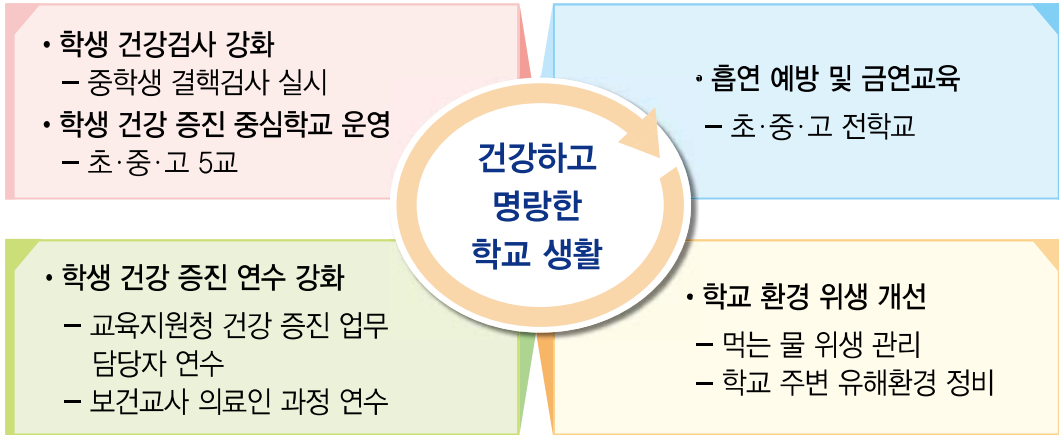 • 학생 건강검사 강화
– 중학생 결핵검사 실시
• 학생 건강 증진 중심학교 운영
– 초·중·고 5교
• 흡연 예방 및 금연교육
– 초·중·고 전학교
건강하고
명랑한
학교 생활
• 학생 건강 증진 연수 강화
– 교육지원청 건강 증진 업무
담당자 연수
– 보건교사 의료인 과정 연수
• 학교 환경 위생 개선
– 먹는 물 위생 관리
– 학교 주변 유해환경 정비